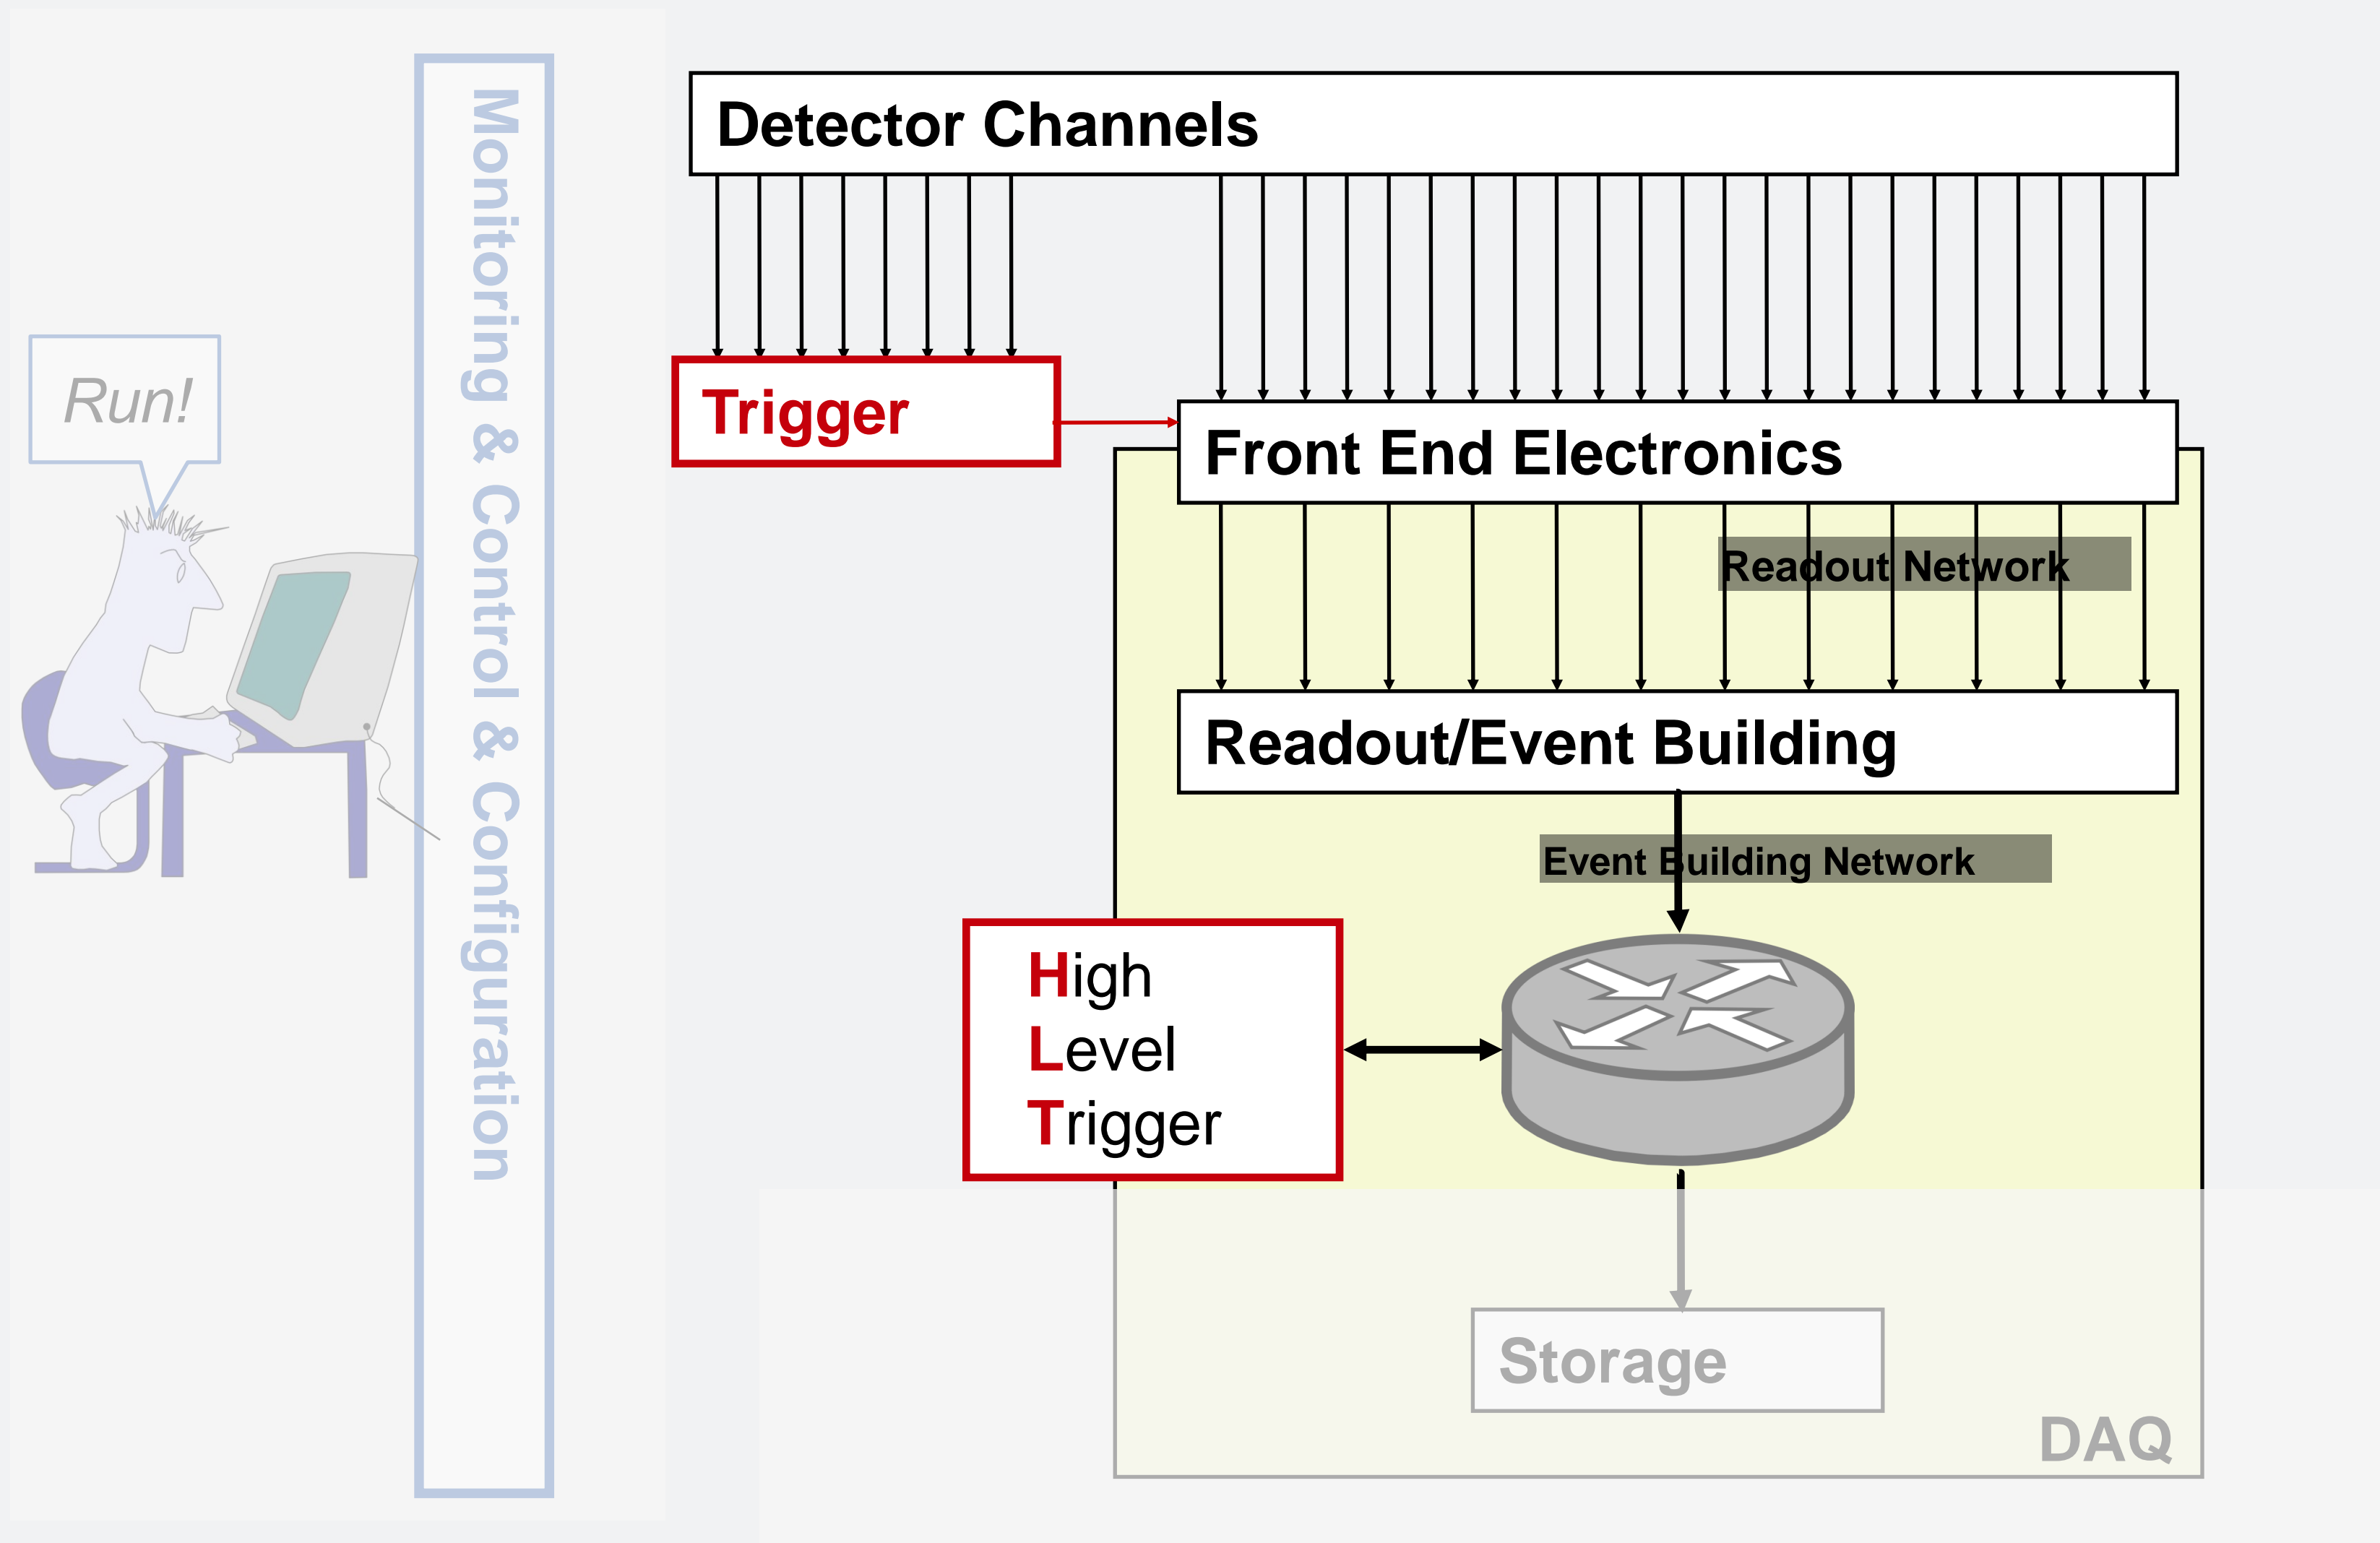 Detector Channels
Monitoring & Control & Configuration
Run!
Trigger
Front End Electronics
Readout Network
Readout/Event Building
Event Building Network
High
Level
Trigger
Storage
DAQ